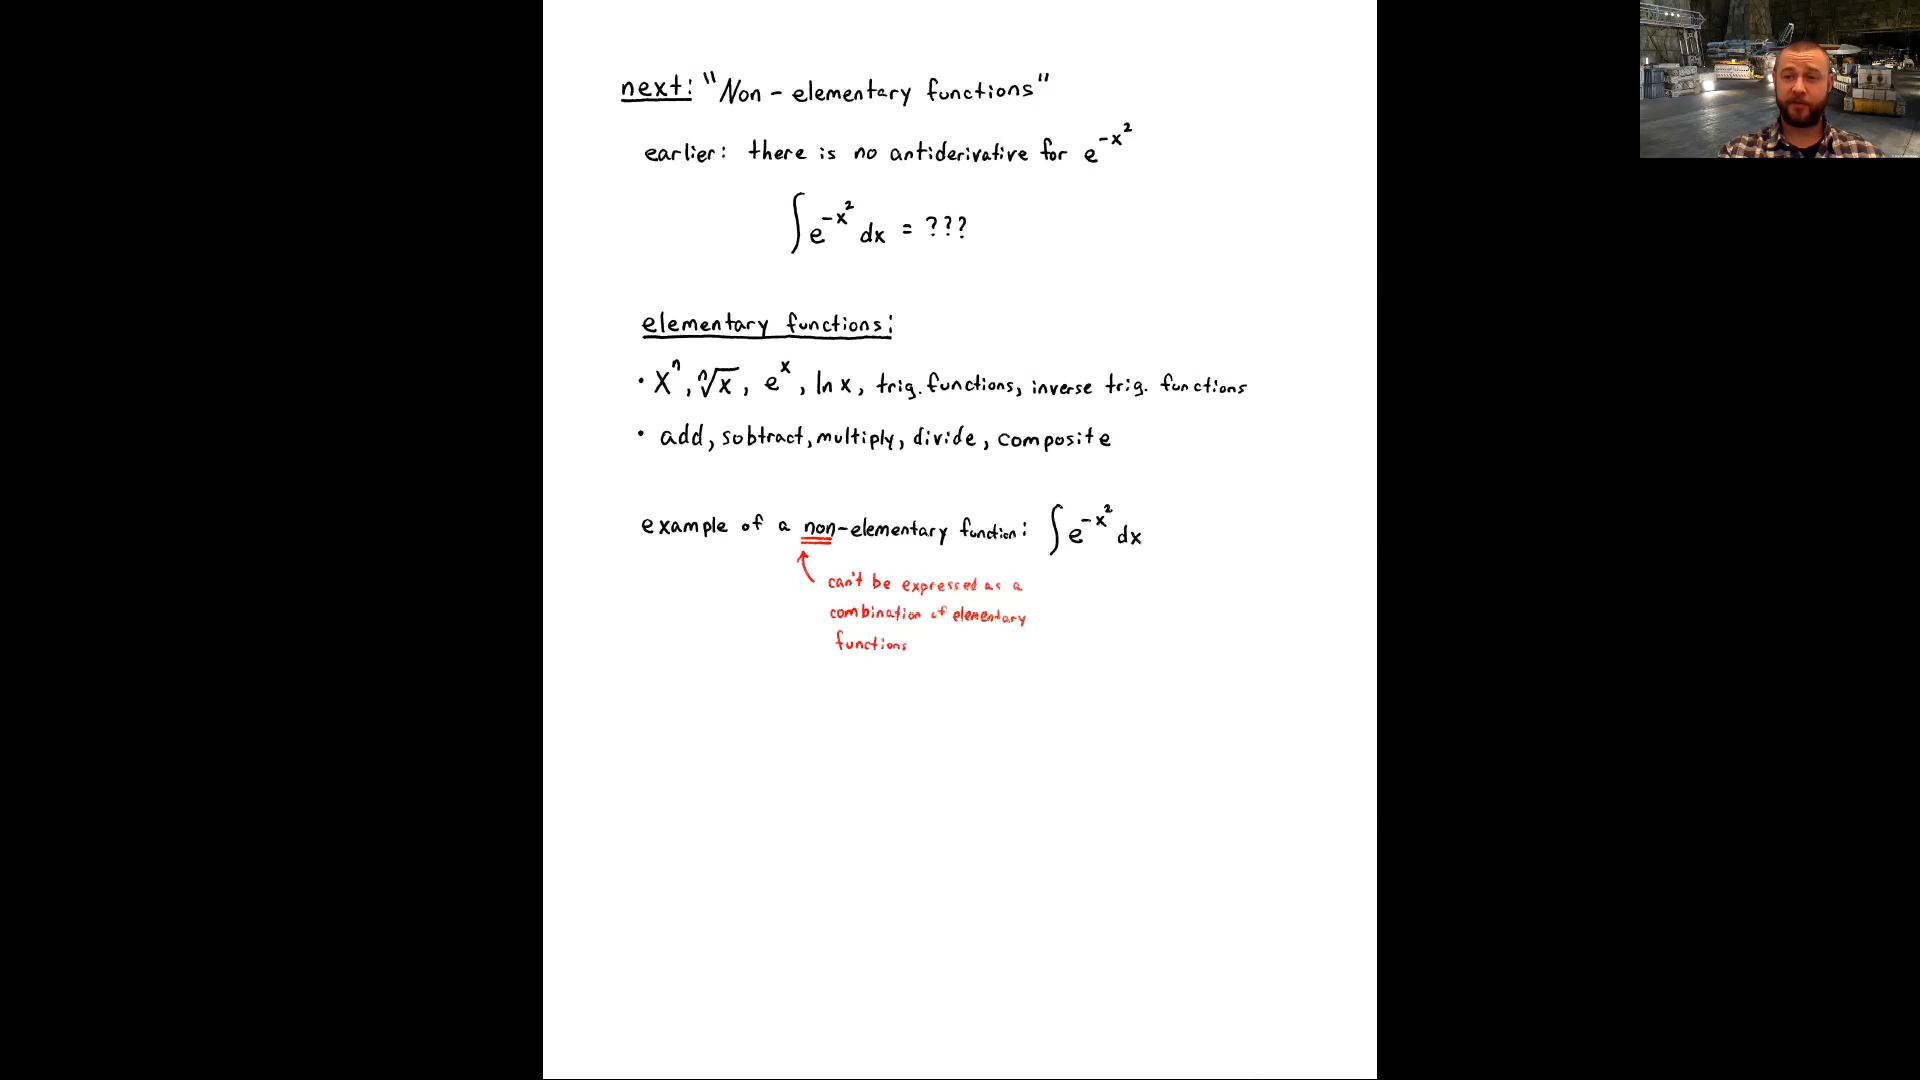 next: "Non-elementary functions"
earlier: there is no antiderivative for e^{-x^2}
∫ e^{-x^2} dx = ???
elementary functions:
• x^n, ⁿ√x, e^x, ln x, trig. functions, inverse trig. functions
• add, subtract, multiply, divide, composite
example of a non-elementary function: ∫ e^{-x^2} dx
can't be expressed as a
combination of elementary
functions